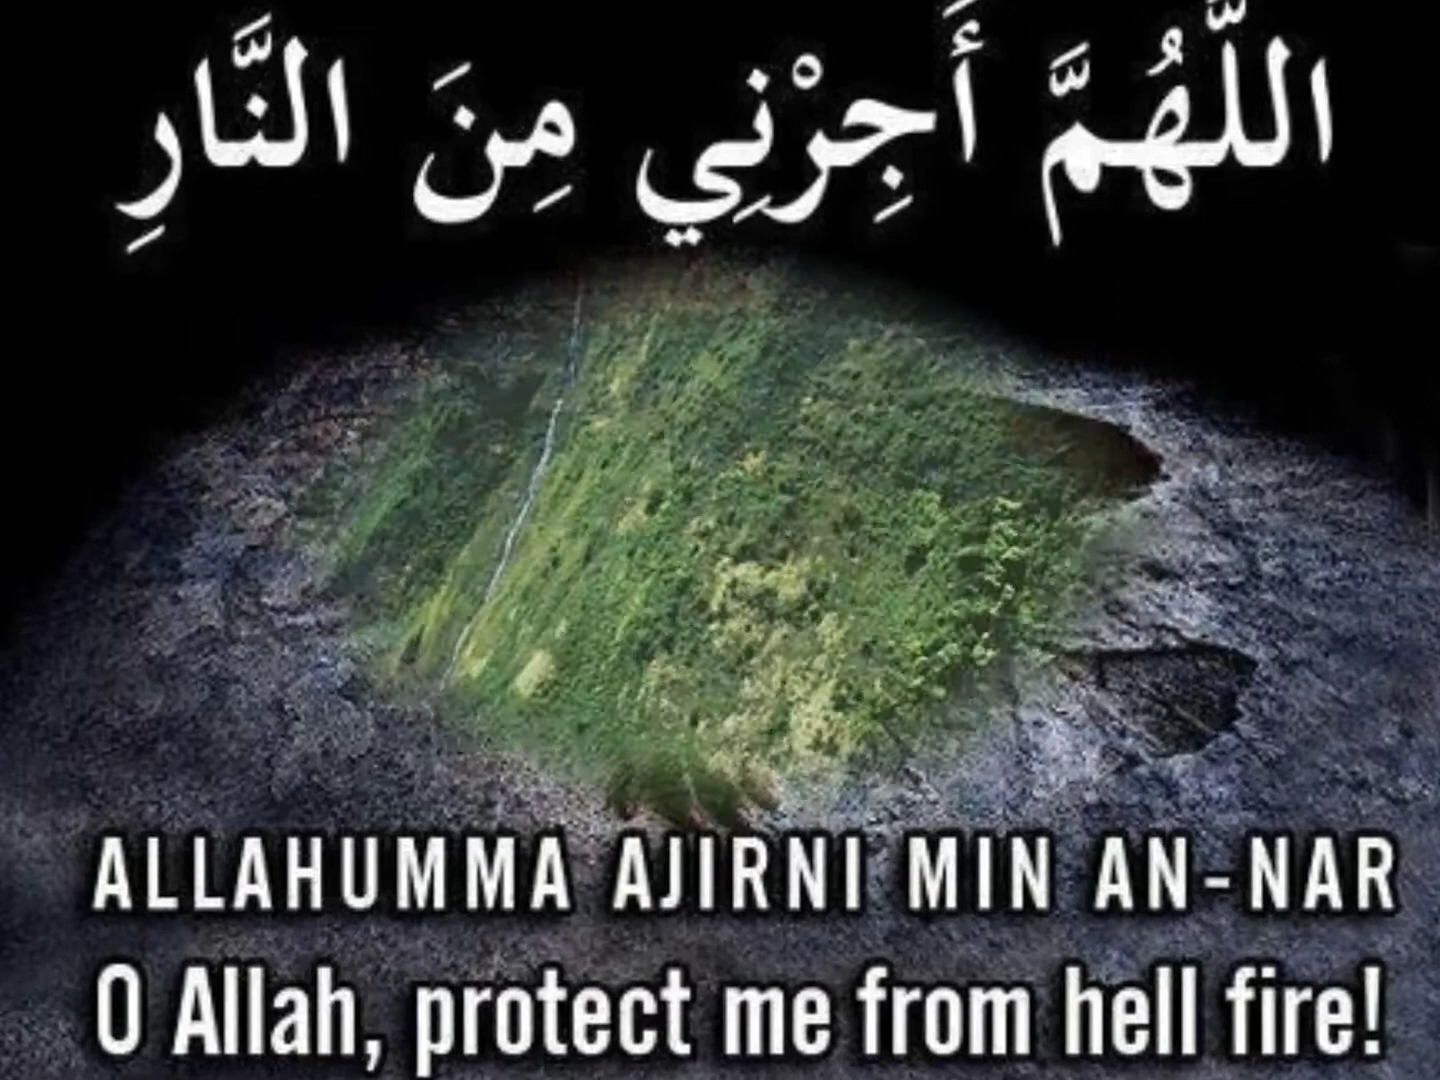 اللَّهُمَّ أَجِرْنِي مِنَ النَّارِ
ALLAHUMMA AJIRNI MIN AN-NAR
O Allah, protect me from hell fire!